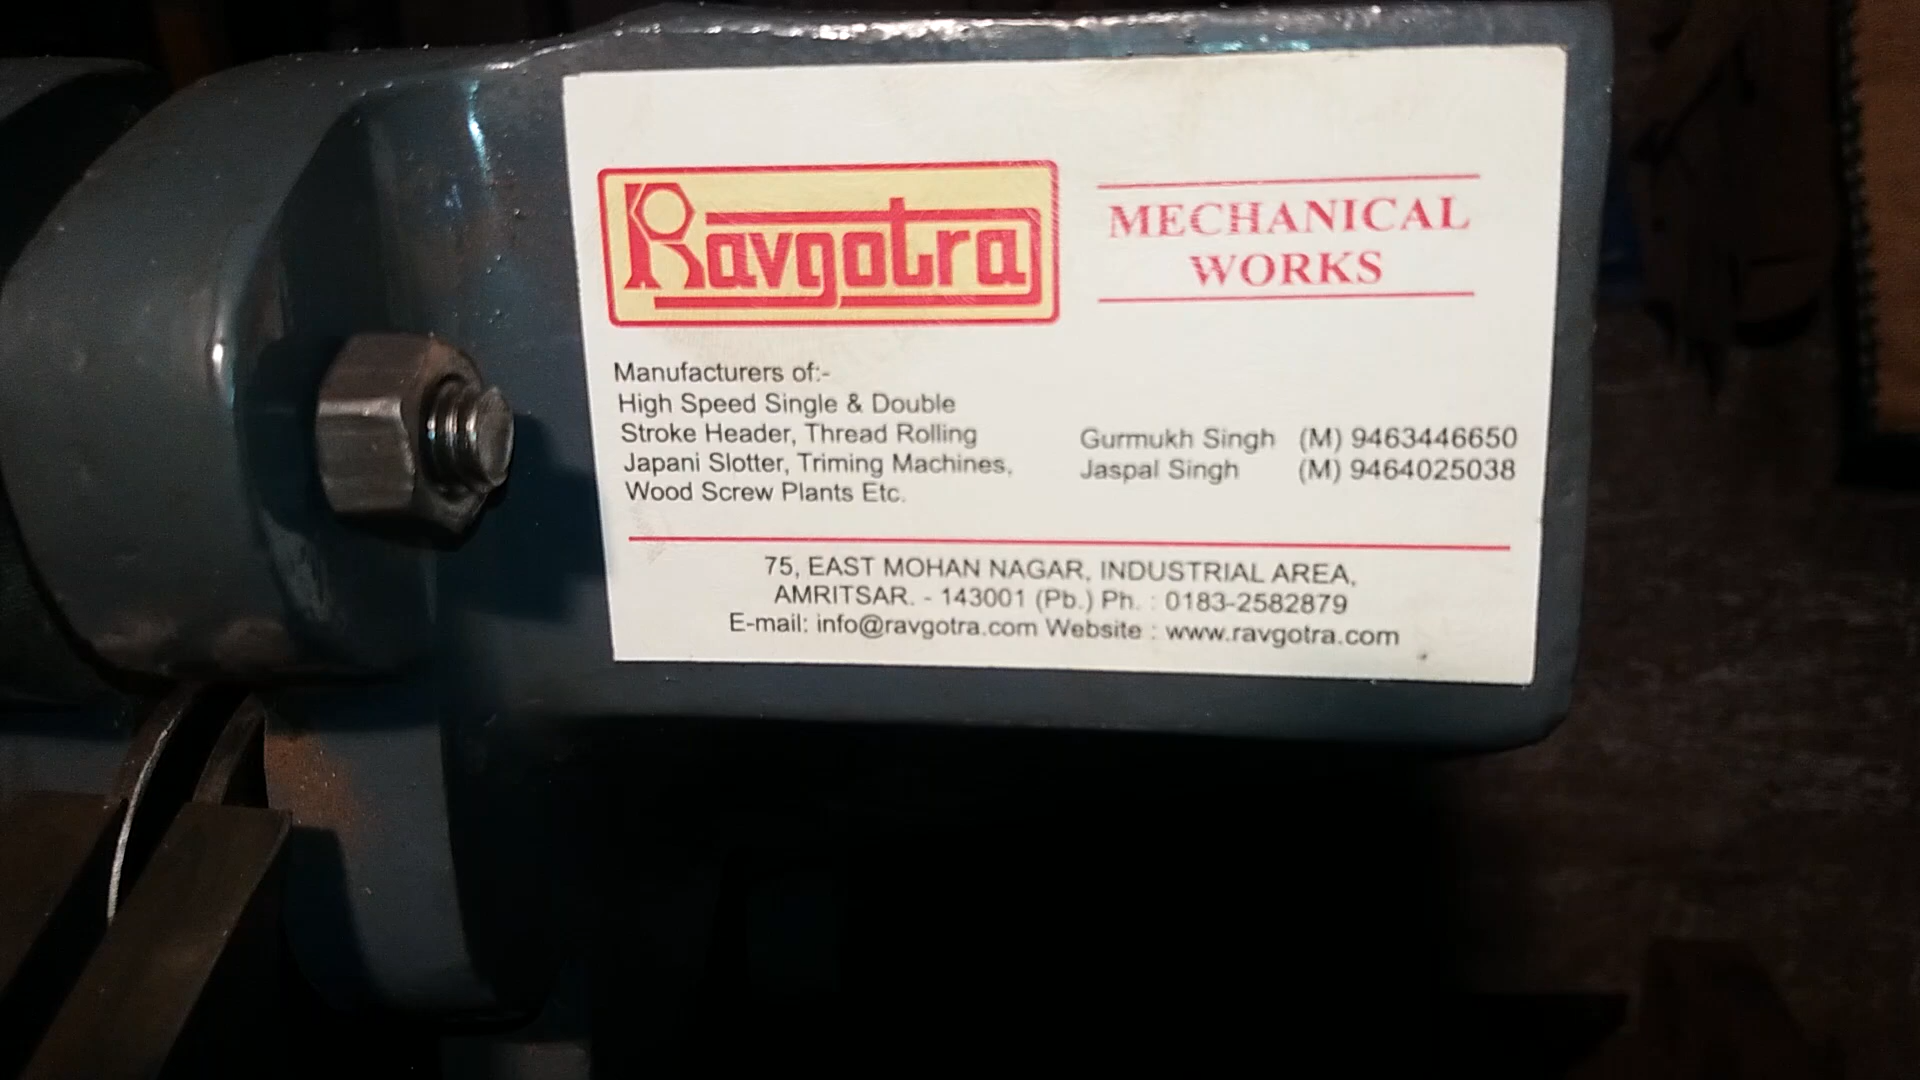 Ravgotra
MECHANICAL
WORKS
Manufacturers of:-
High Speed Single & Double
Stroke Header, Thread Rolling
Japani Slotter, Triming Machines,
Wood Screw Plants Etc.
Gurmukh Singh (M) 9463446650
Jaspal Singh (M) 9464025038
75, EAST MOHAN NAGAR, INDUSTRIAL AREA,
AMRITSAR. - 143001 (Pb.) Ph. : 0183-2582879
E-mail: info@ravgotra.com Website : www.ravgotra.com